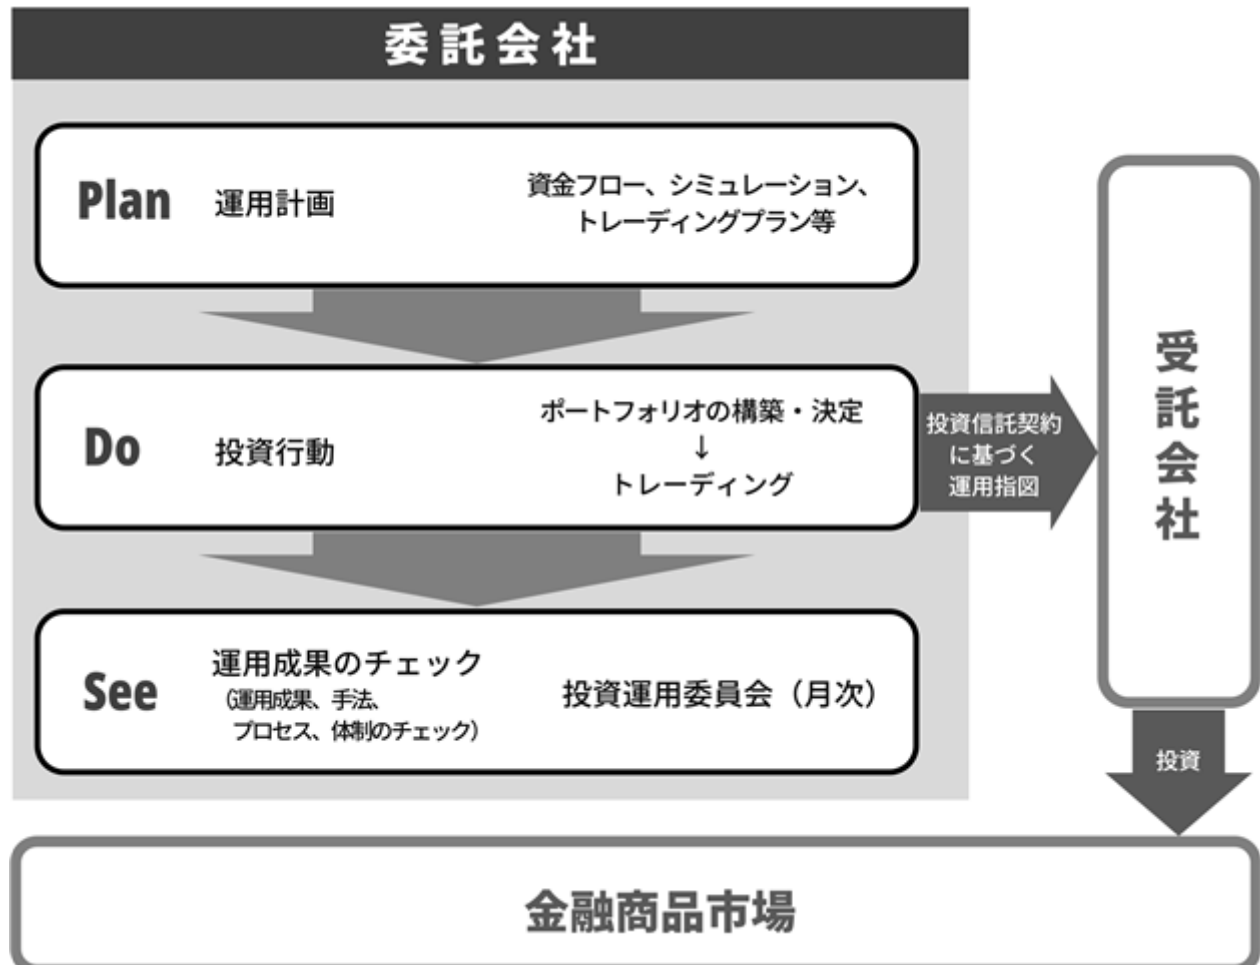 委託会社
Plan
運用計画
資金フロー、シミュレーション、
トレーディングプラン等
Do
投資行動
ポートフォリオの構築・決定
↓
トレーディング
投資信託契約
に基づく
運用指図
受託会社
See
運用成果のチェック
（運用成果、手法、
プロセス、体制のチェック）
投資運用委員会（月次）
投資
金融商品市場